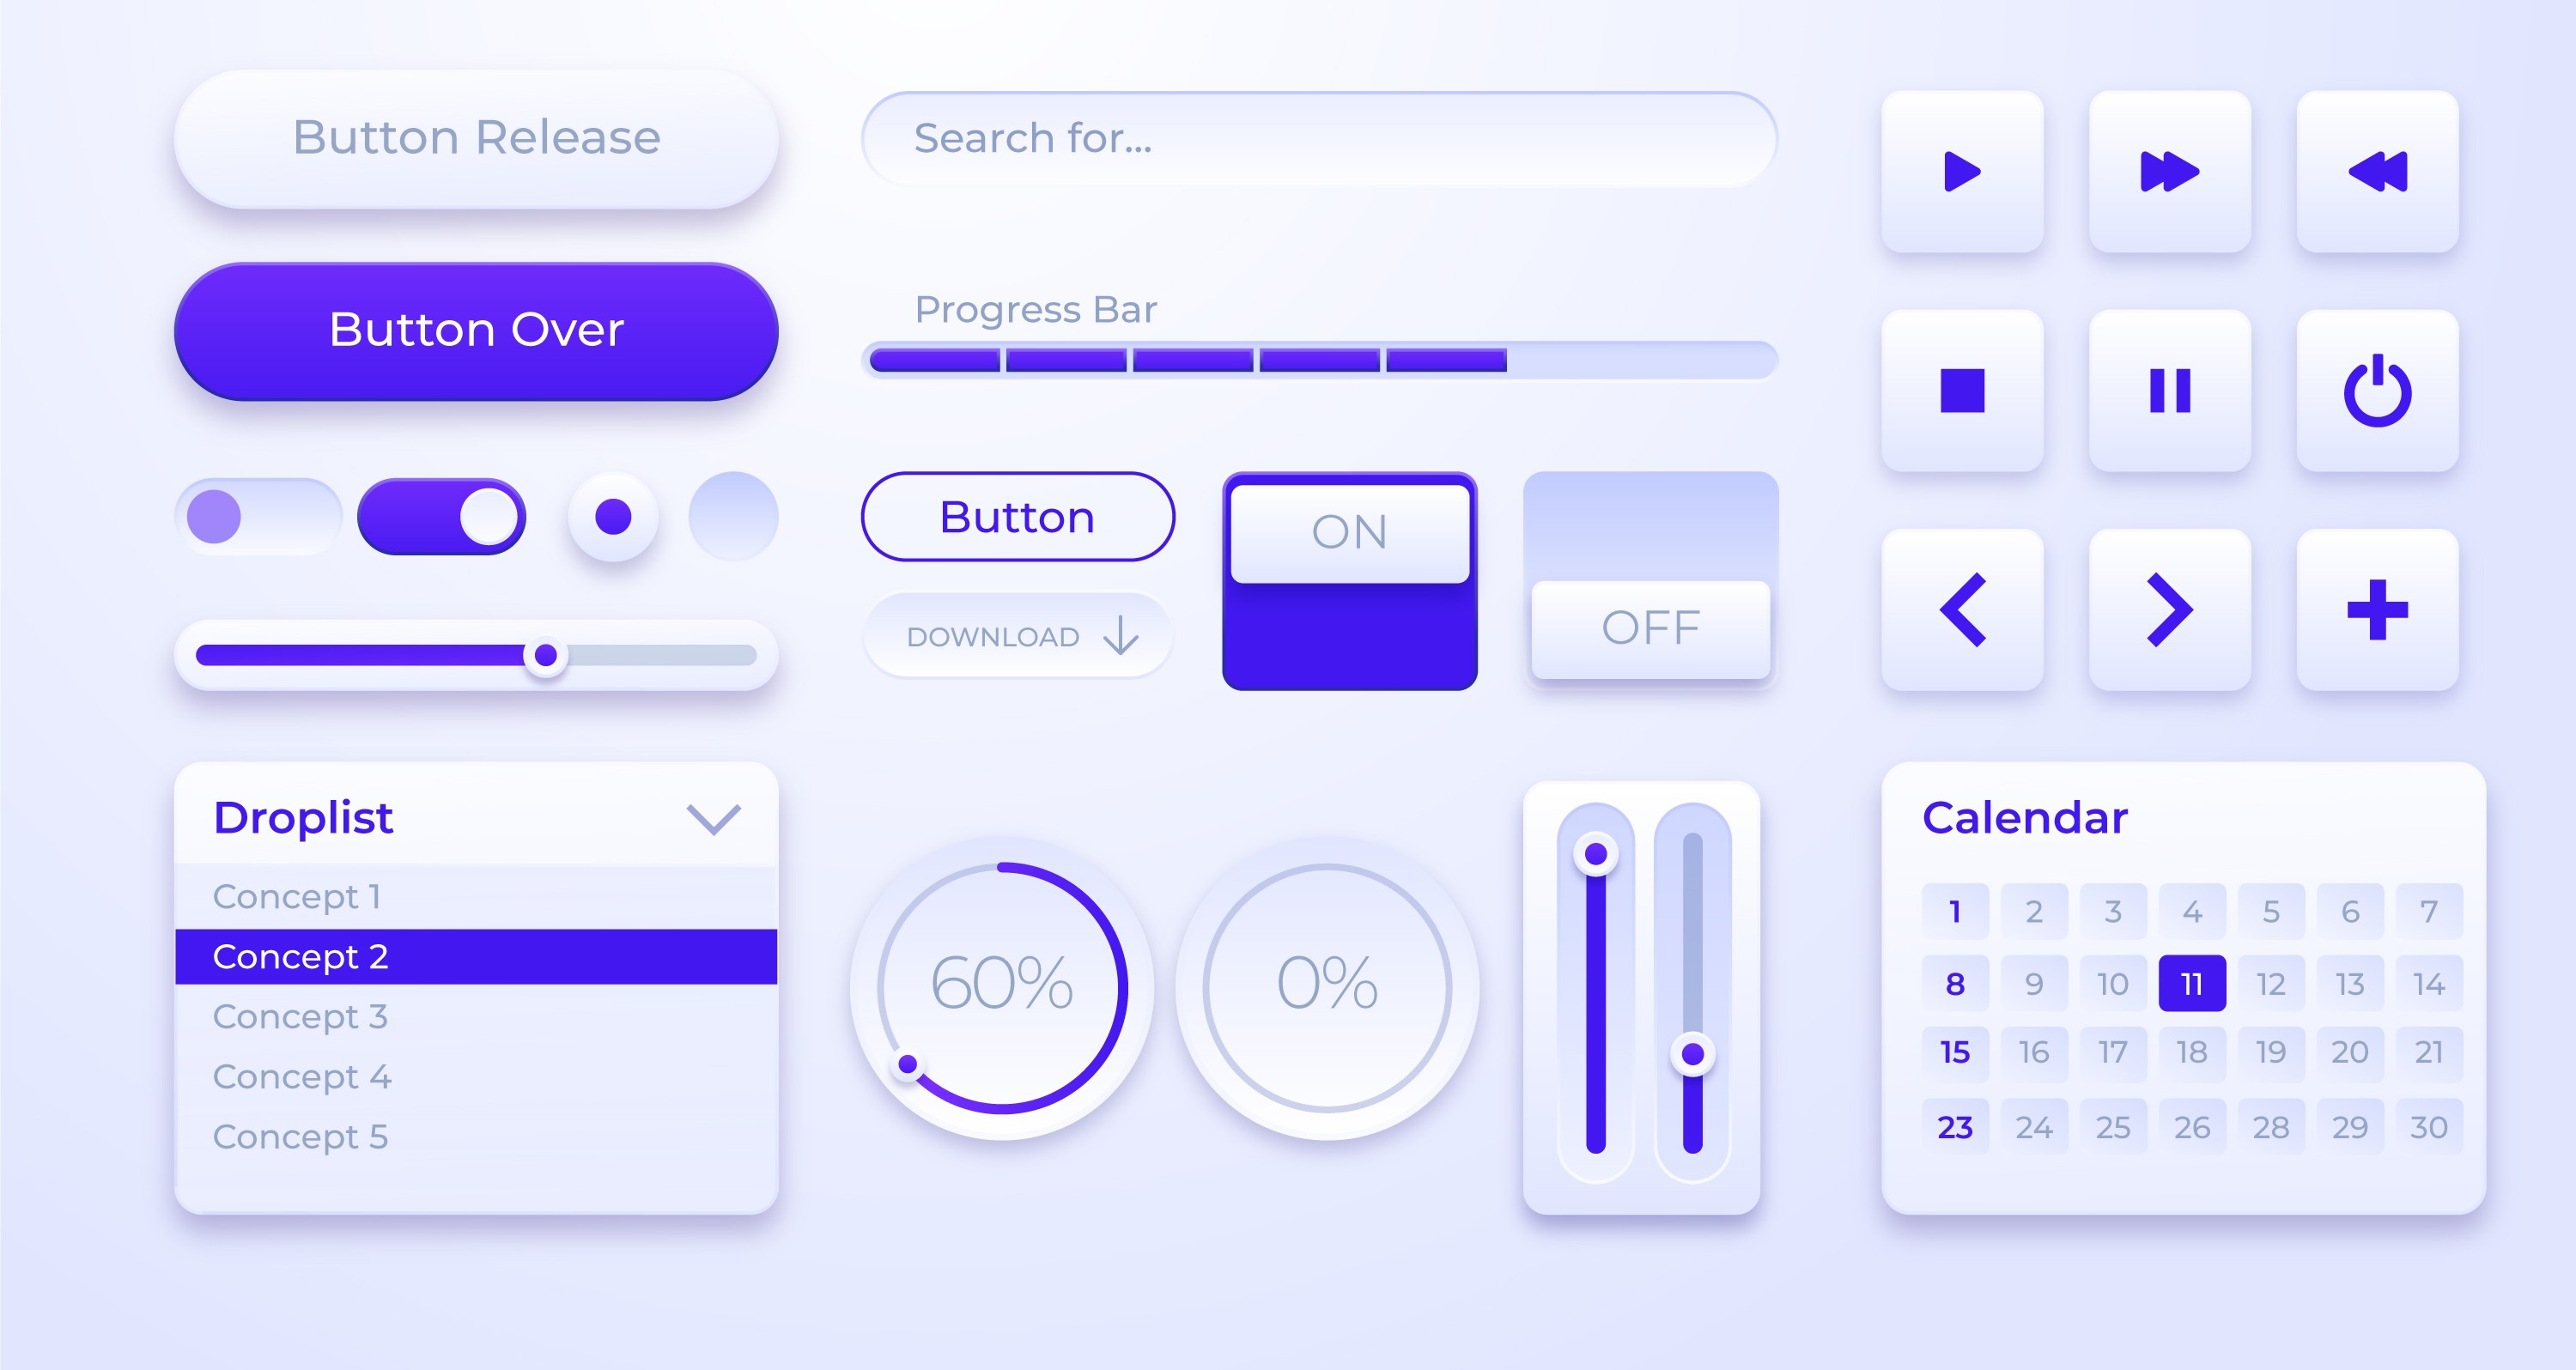 Button Release
Button Over
Search for...
Progress Bar
Button
DOWNLOAD
ON
OFF
Droplist
Concept 1
Concept 2
Concept 3
Concept 4
Concept 5
60%
0%
Calendar
1 2 3 4 5 6 7
8 9 10 11 12 13 14
15 16 17 18 19 20 21
23 24 25 26 28 29 30